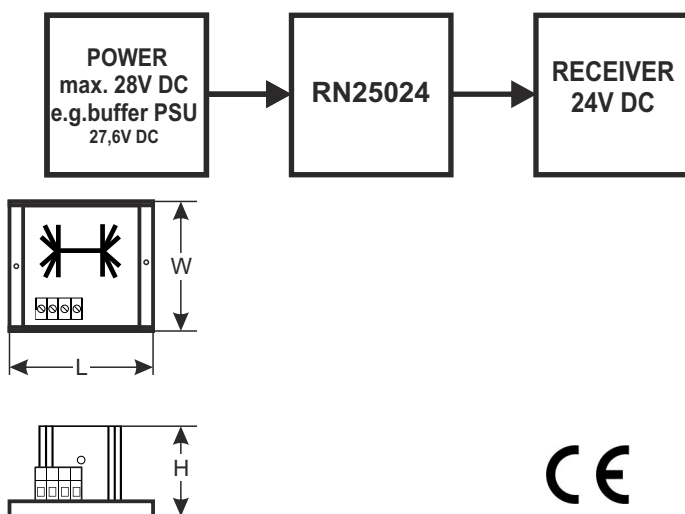 POWER
max. 28V DC
e.g.buffer PSU
27,6V DC
RN25024
RECEIVER
24V DC
W
L
H
CE